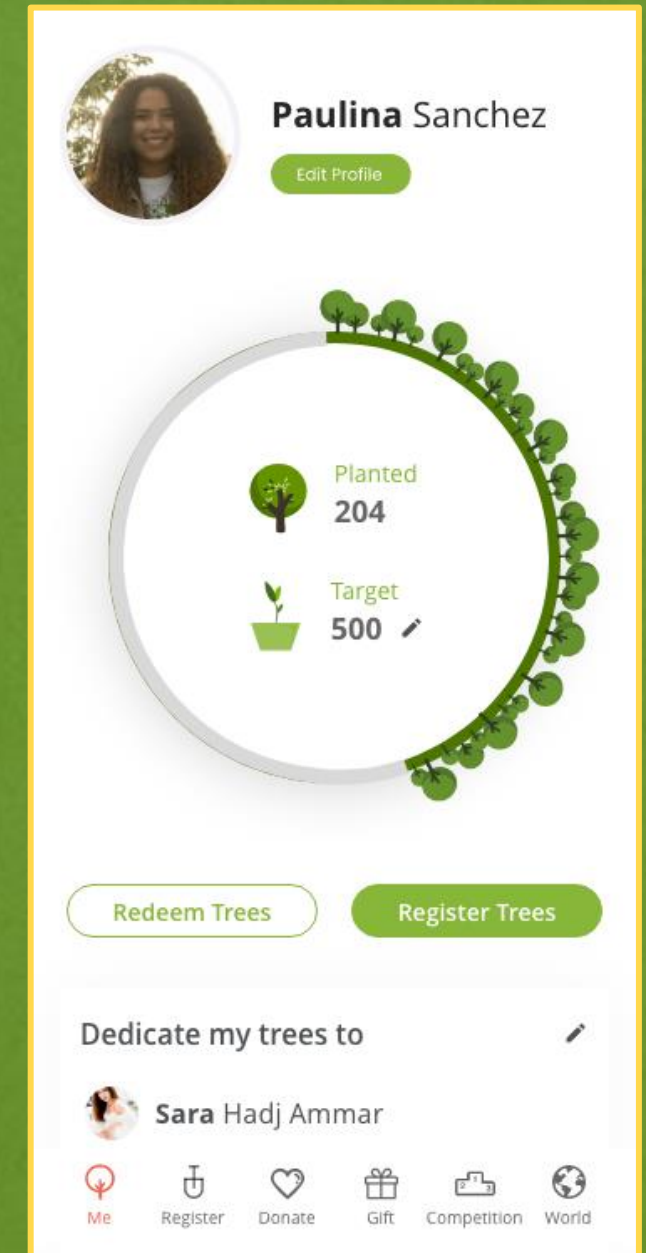 Paulina Sanchez
Edit Profile
Planted
204
Target
500
Redeem Trees
Register Trees
Dedicate my trees to
Sara Hadj Ammar
Me
Register
Donate
Gift
Competition
World